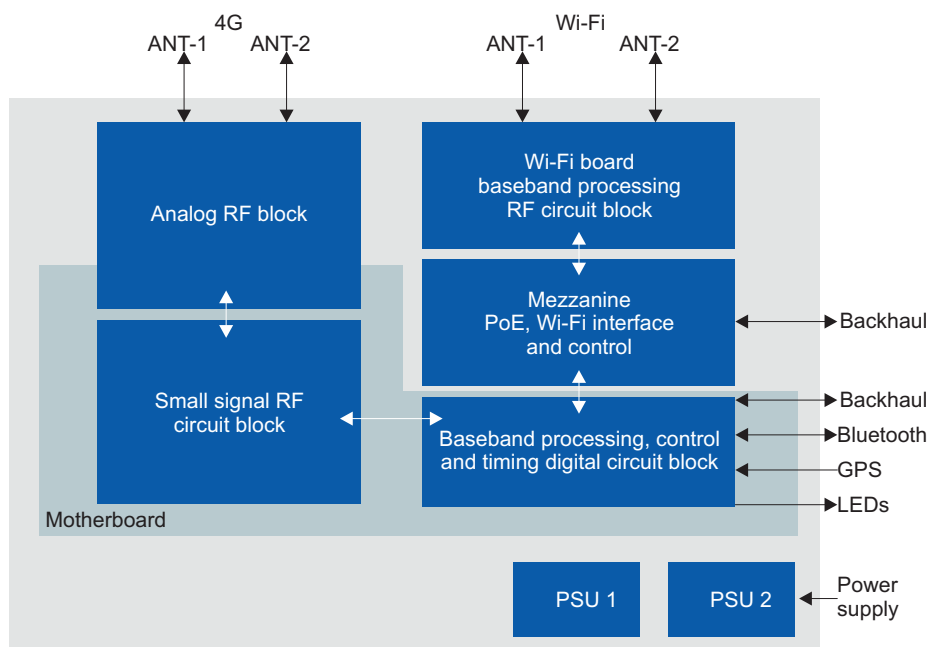 4G
ANT-1 ANT-2
Wi-Fi
ANT-1 ANT-2
Analog RF block
Wi-Fi board
baseband processing
RF circuit block
Mezzanine
PoE, Wi-Fi interface
and control
Backhaul
Small signal RF
circuit block
Baseband processing, control
and timing digital circuit block
Backhaul
Bluetooth
GPS
LEDs
Motherboard
PSU 1
PSU 2
Power
supply